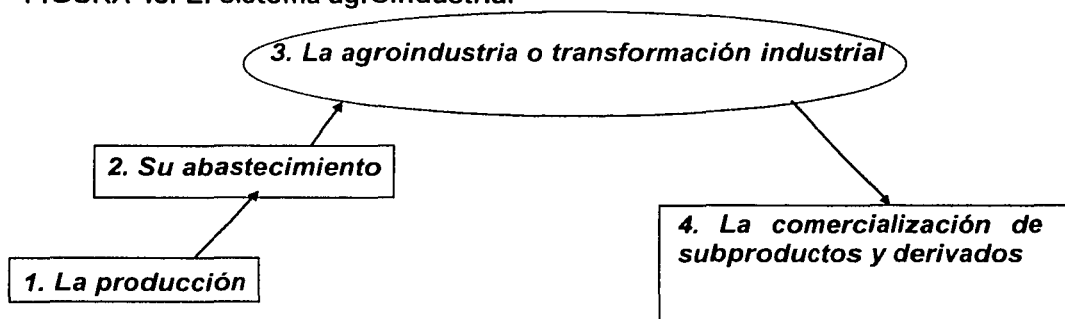 FIGURA 43. El sistema agroindustrial
3. La agroindustria o transformación industrial
2. Su abastecimiento
4. La comercialización de
subproductos y derivados
1. La producción